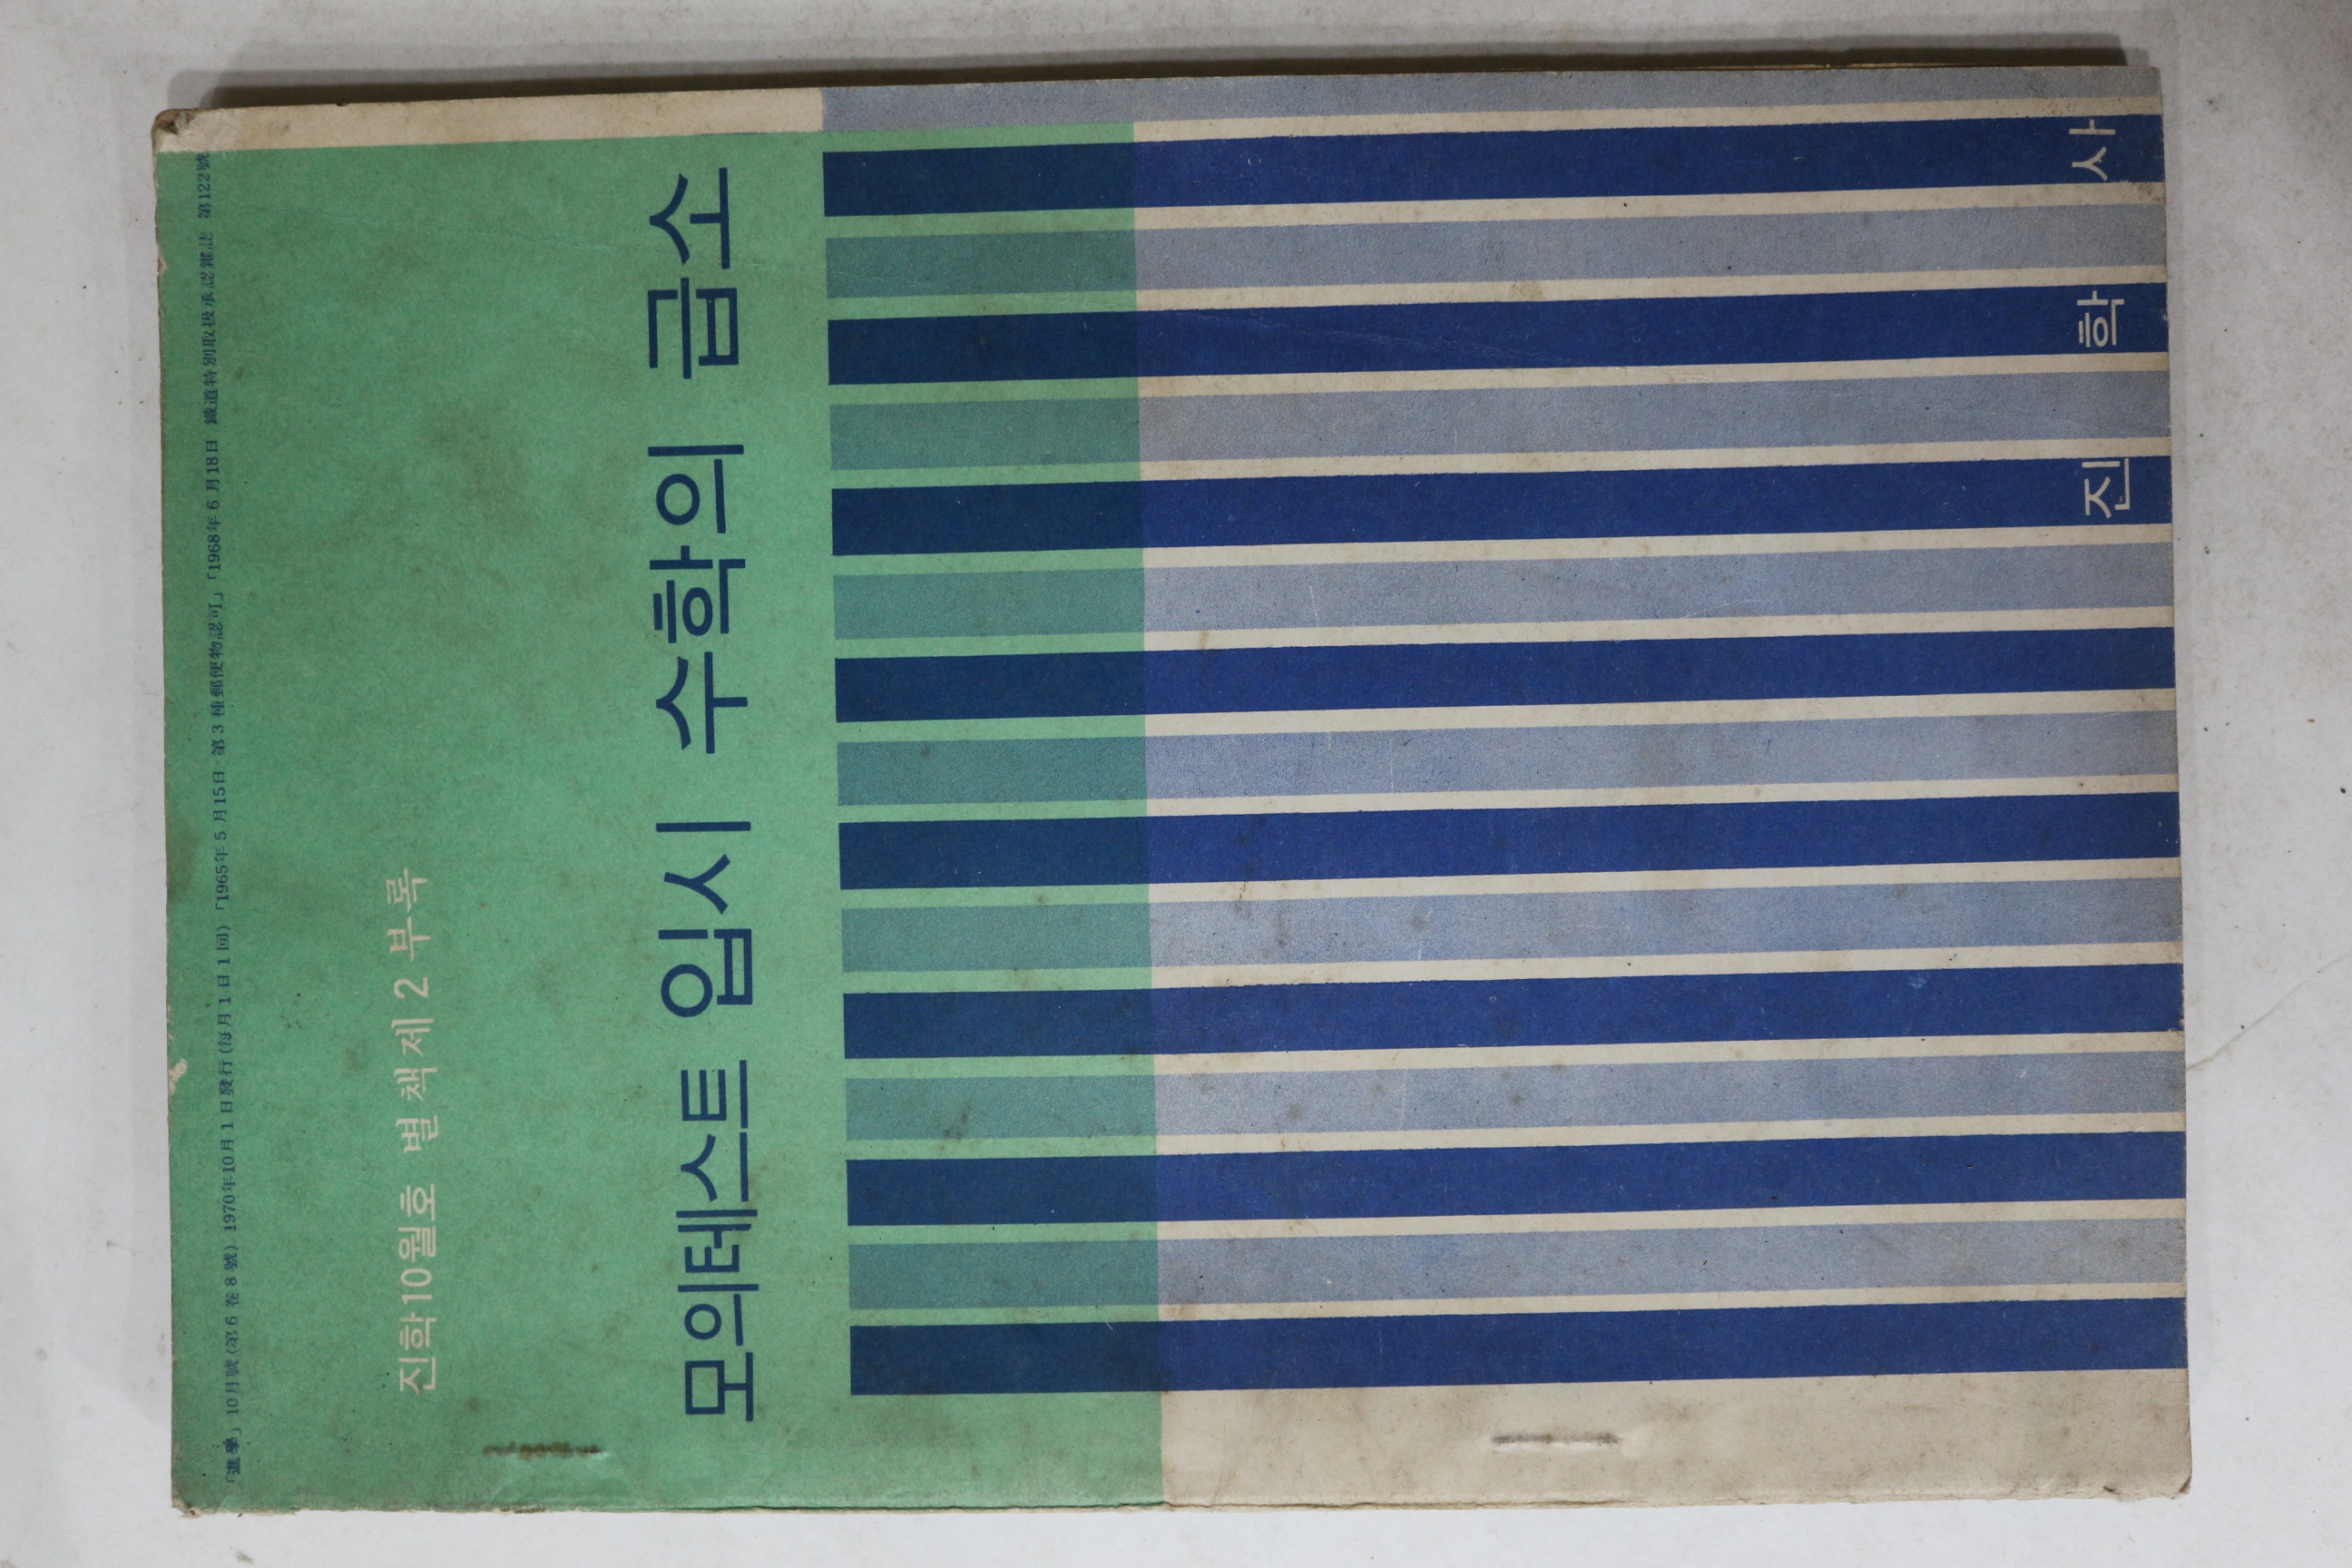 「進學」10月號(第6卷8號) 1970年10月1日發行(每月1日1回)「1965年5月15日 第3種郵便物認可」「1968年6月18日 鐵道特別取扱承認雜誌 第122號
진학10월호 별책제2부록
모의테스트 입시 수학의 급소
진학사